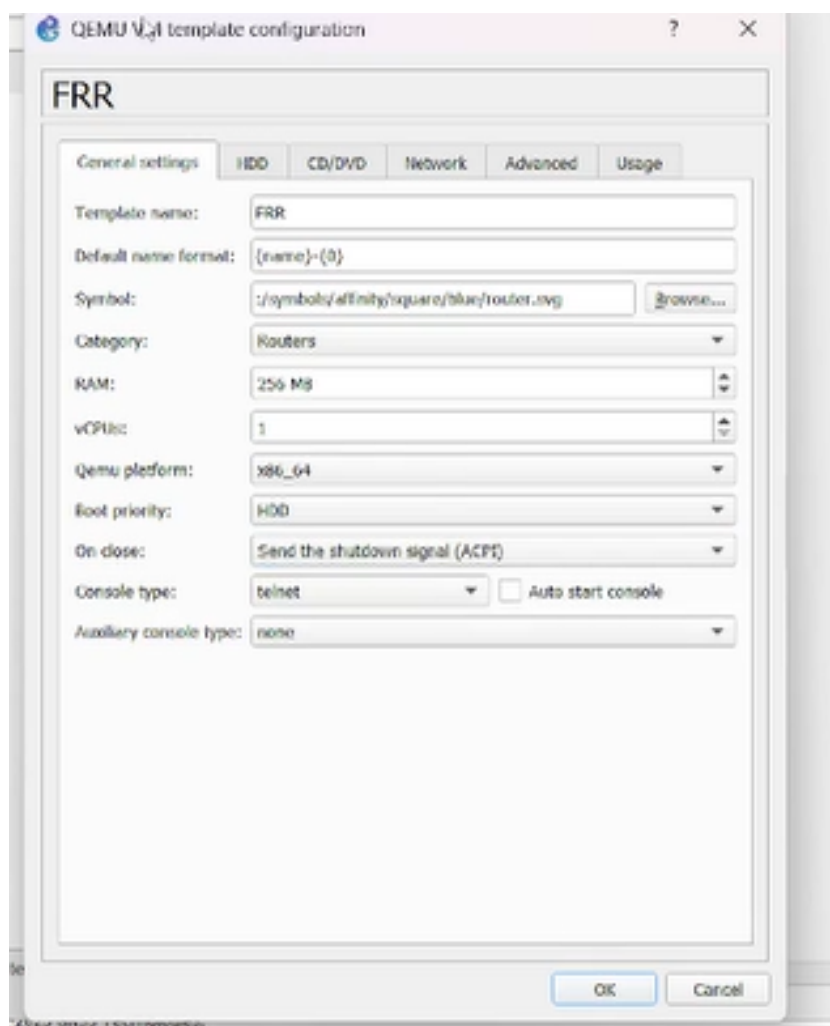 QEMU VM template configuration ?
FRR
General settings HDD CD/DVD Network Advanced Usage
Template name: FRR
Default name format: {name}-{0}
Symbol: :/symbols/affinity/square/blue/router.svg Browse...
Category: Routers
RAM: 256 MB
vCPUs: 1
Qemu platform: x86_64
Boot priority: HDD
On close: Send the shutdown signal (ACPI)
Console type: telnet Auto start console
Auxiliary console type: none
OK Cancel